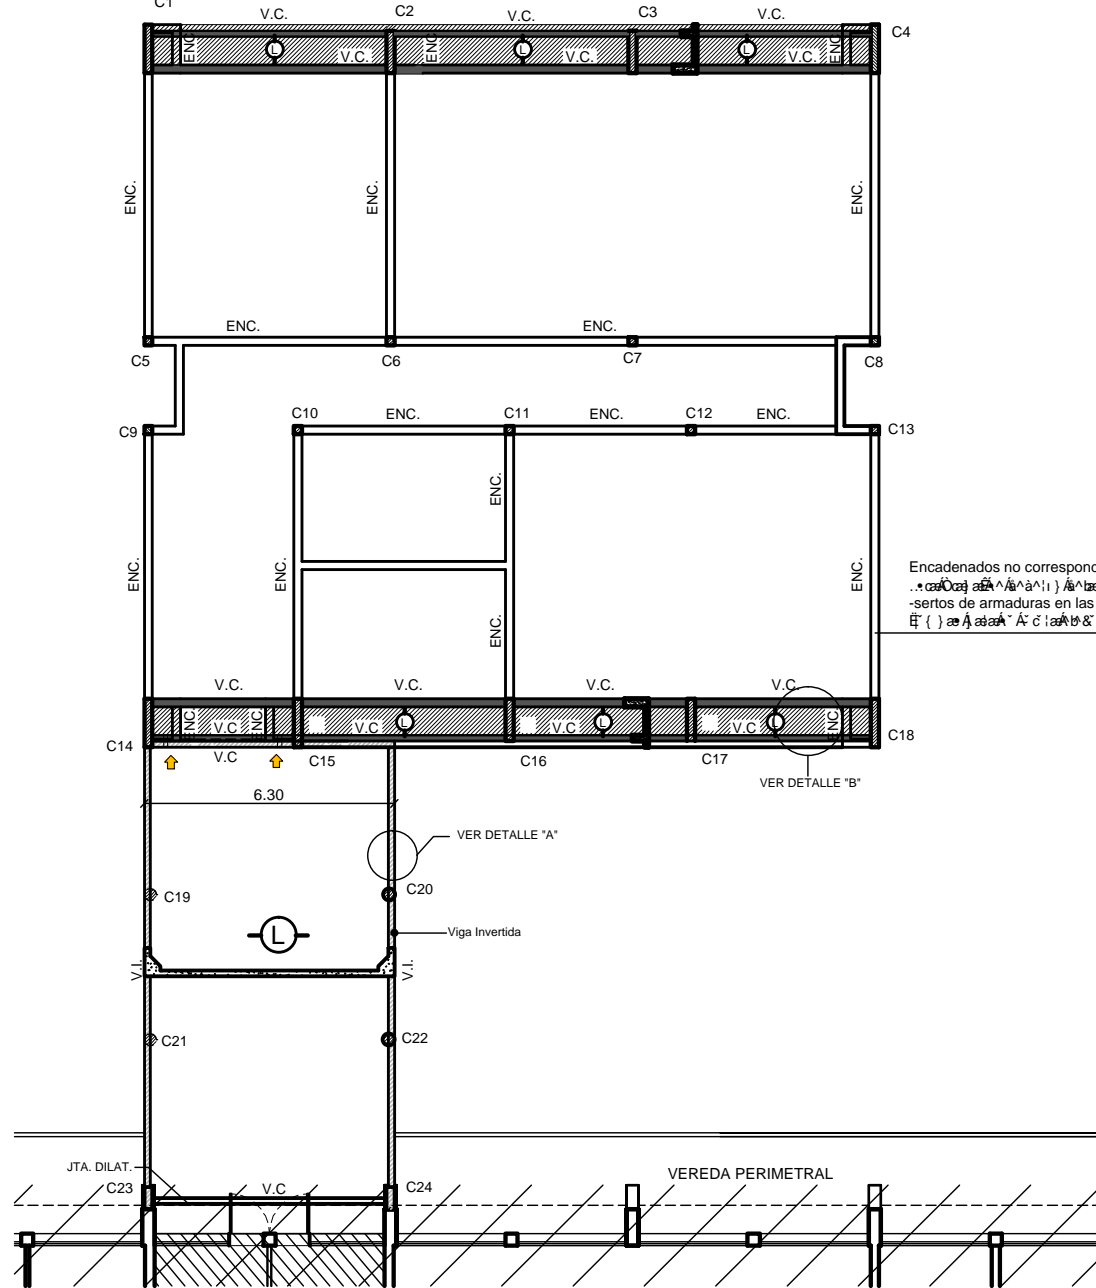 C1
V.C.
C2
V.C.
C3
V.C.
C4
ENC
L
V.C.
ENC
L
V.C.
L
V.C.
ENC
ENC.
ENC.
ENC.
ENC.
ENC.
C5
C6
C7
C8
C9
C10
ENC.
C11
ENC.
C12
ENC.
C13
ENC.
ENC.
ENC.
ENC.
ENC.
Encadenados no correspond
-sertos de armaduras en las
V.C.
V.C.
V.C.
V.C.
ENC
V.C
ENC
L
V.C
L
V.C
L
ENC
C14
V.C
C15
C16
C17
C18
VER DETALLE "B"
6.30
VER DETALLE "A"
C19
C20
L
Viga Invertida
V.I.
V.I.
C21
C22
JTA. DILAT.
VEREDA PERIMETRAL
C23
V.C
C24